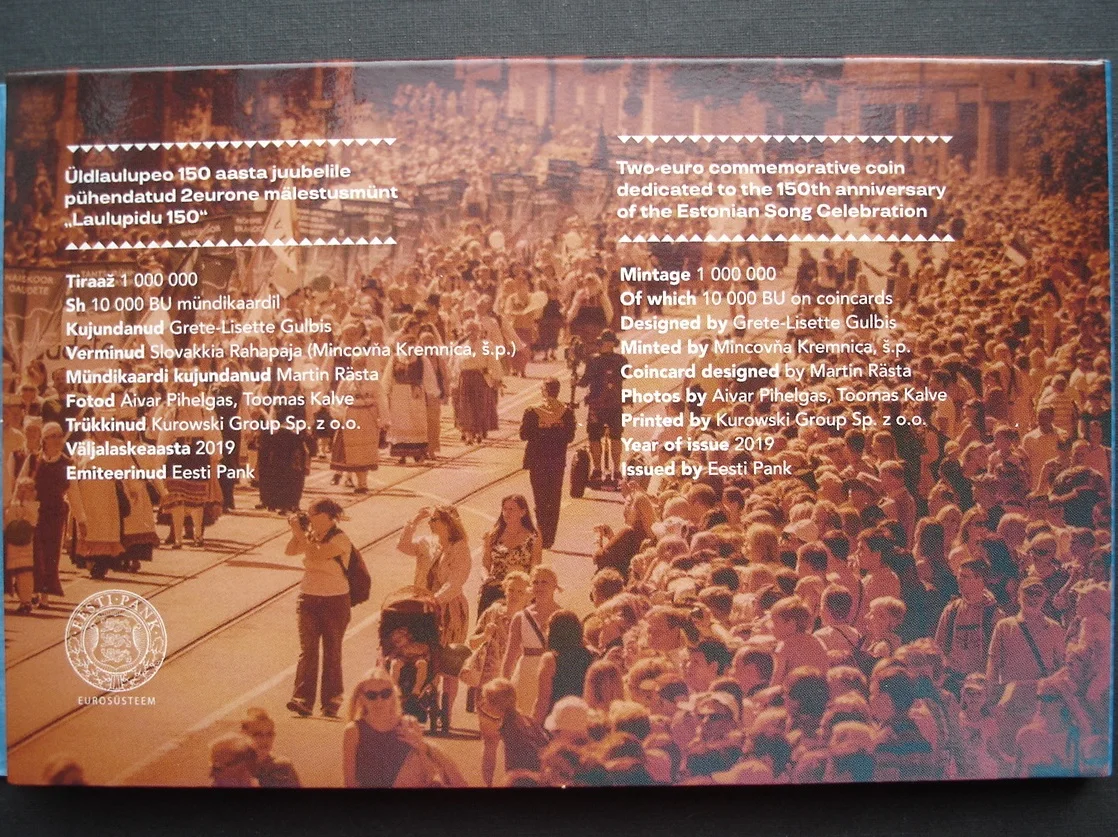 Üldlaulupeo 150 aasta juubelile
pühendatud 2eurone mälestusmünt
„Laulupidu 150“
Tiraaž 1 000 000
Sh 10 000 BU mündikaardil
Kujundanud Grete-Lisette Gulbis
Verminud Slovakkia Rahapaja (Mincovňa Kremnica, š.p.)
Mündikaardi kujundanud Martin Rästa
Fotod Aivar Pihelgas, Toomas Kalve
Trükkinud Kurowski Group Sp. z o.o.
Väljalaskeaasta 2019
Emiteerinud Eesti Pank
EESTI·PANK
EUROSÜSTEEM
Two-euro commemorative coin
dedicated to the 150th anniversary
of the Estonian Song Celebration
Mintage 1 000 000
Of which 10 000 BU on coincards
Designed by Grete-Lisette Gulbis
Minted by Mincovňa Kremnica, š.p.
Coincard designed by Martin Rästa
Photos by Aivar Pihelgas, Toomas Kalve
Printed by Kurowski Group Sp. z o.o.
Year of issue 2019
Issued by Eesti Pank